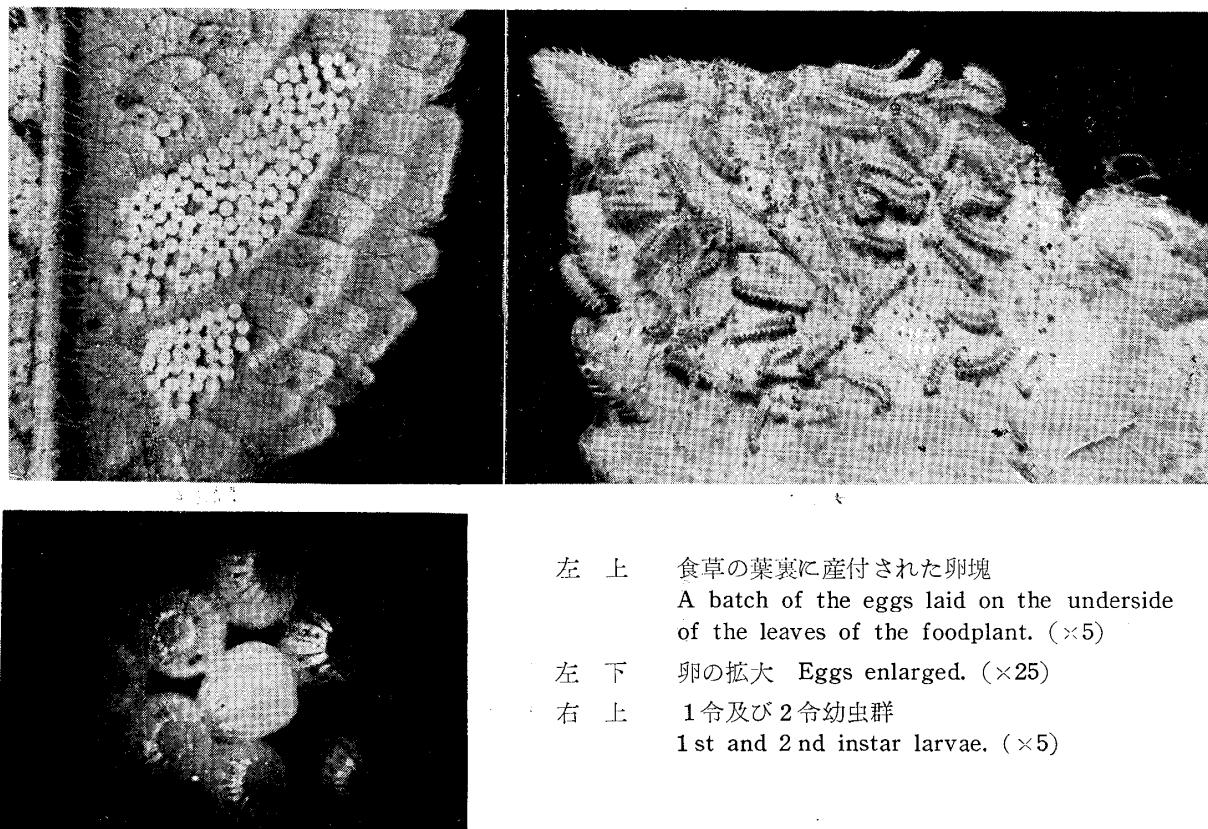 左 上 食草の葉裏に産付された卵塊
A batch of the eggs laid on the underside
of the leaves of the foodplant. (×5)
左 下 卵の拡大 Eggs enlarged. (×25)
右 上 1令及び2令幼虫群
1st and 2nd instar larvae. (×5)